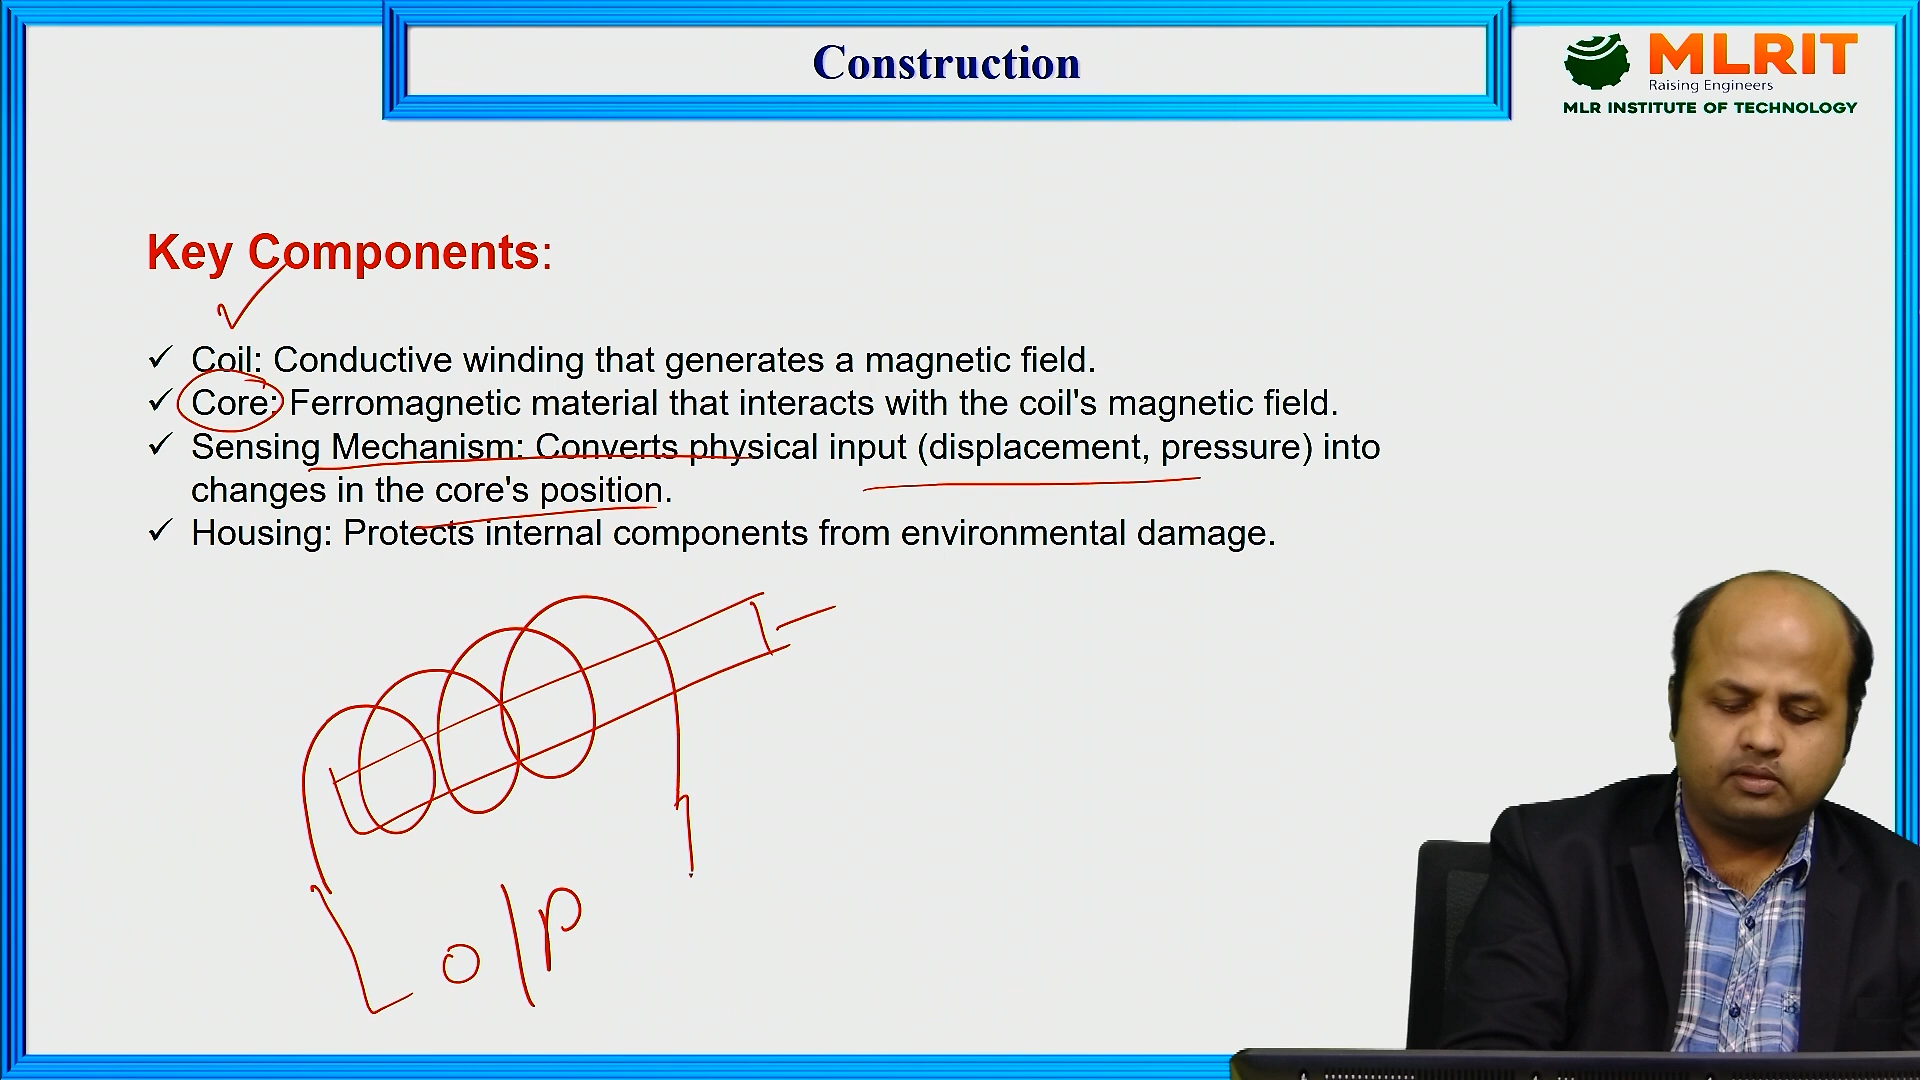 Construction
MLRIT
Raising Engineers
MLR INSTITUTE OF TECHNOLOGY
Key Components:
✓ Coil: Conductive winding that generates a magnetic field.
✓ Core: Ferromagnetic material that interacts with the coil's magnetic field.
✓ Sensing Mechanism: Converts physical input (displacement, pressure) into
changes in the core's position.
✓ Housing: Protects internal components from environmental damage.
o/p